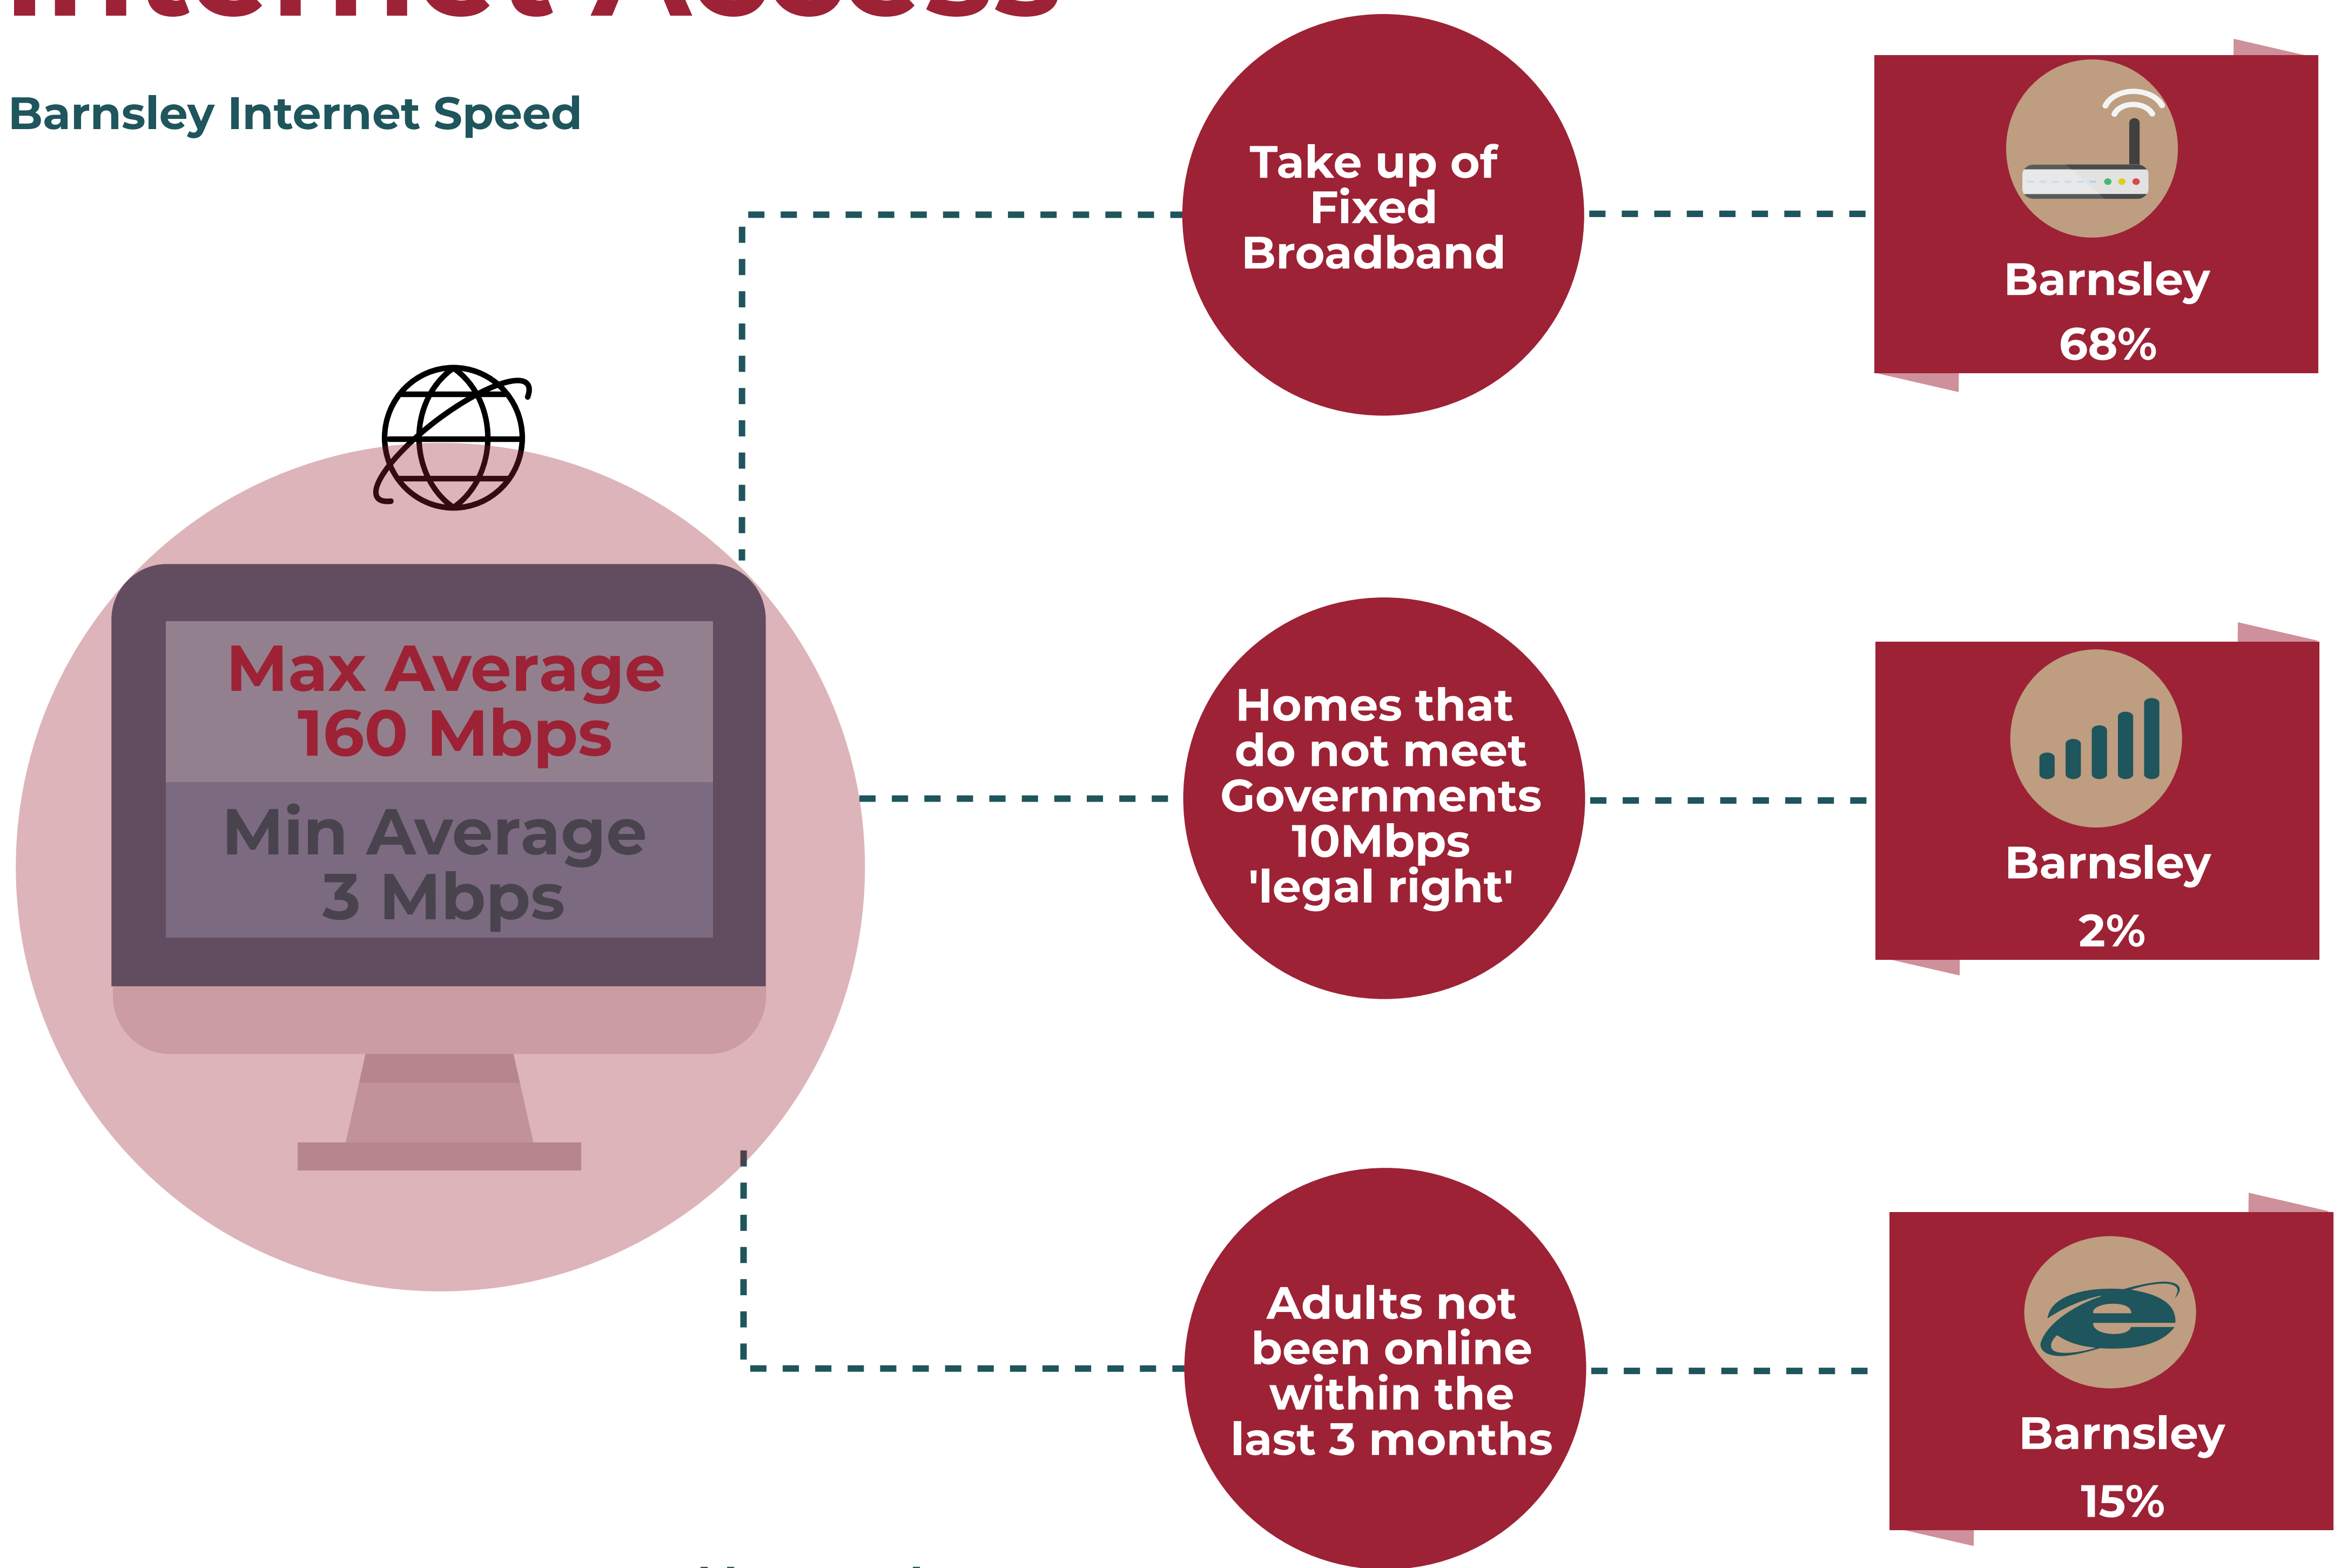 Internet Access
Barnsley Internet Speed
Take up of
Fixed
Broadband
Barnsley
68%
Max Average
160 Mbps
Min Average
3 Mbps
Homes that
do not meet
Governments
10Mbps
'legal right'
Barnsley
2%
Adults not
been online
within the
last 3 months
Barnsley
15%